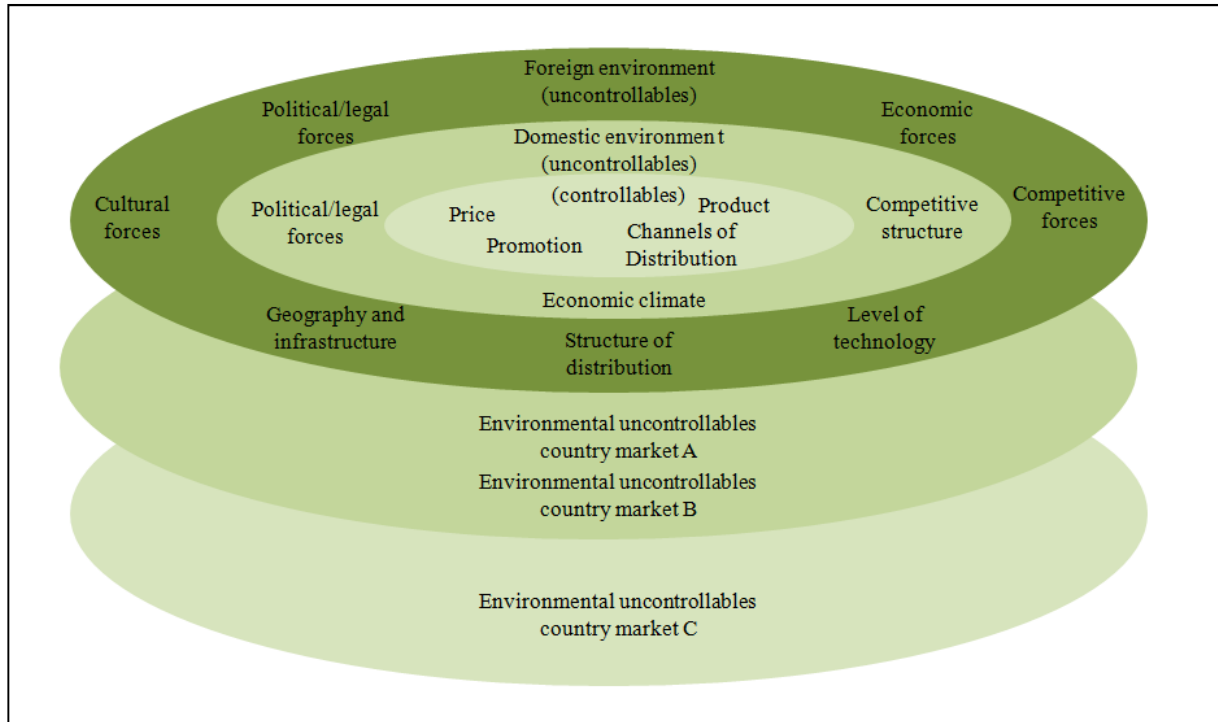 Foreign environment
(uncontrollables)
Political/legal
forces
Economic
forces
Domestic environment
(uncontrollables)
(controllables)
Cultural
forces
Political/legal
forces
Price
Product
Promotion
Channels of
Distribution
Competitive
structure
Competitive
forces
Economic climate
Geography and
infrastructure
Structure of
distribution
Level of
technology
Environmental uncontrollables
country market A
Environmental uncontrollables
country market B
Environmental uncontrollables
country market C